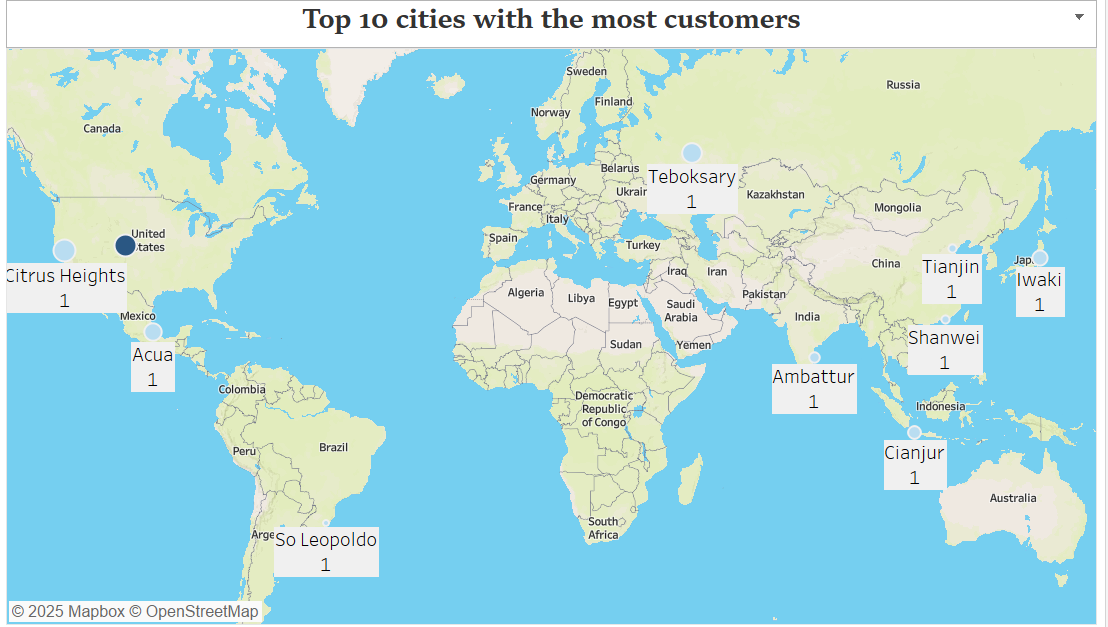 Top 10 cities with the most customers
Sweden
Russia
Finland
Norway
Canada
Belarus
Teboksary
1
Germany
Ukrain
Kazakhstan
France
Mongolia
Italy
United
States
Spain
Turkey
China
Tianjin
1
Jap
Iwaki
1
Citrus Heights
1
Iraq
Iran
Algeria
Libya
Egypt
Pakistan
Saudi
Arabia
Mexico
India
Shanwei
1
Sudan
Yemen
Acua
1
Ambattur
1
Colombia
Democratic
Republic
of Congo
Indonesia
Brazil
Peru
Cianjur
1
Australia
South
Africa
Arge
So Leopoldo
1
© 2025 Mapbox © OpenStreetMap